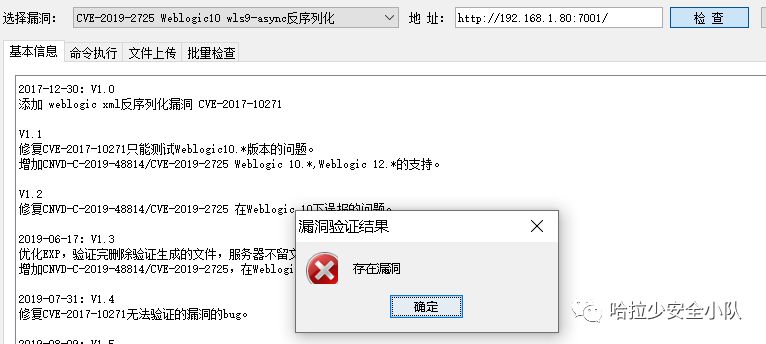 选择漏洞: CVE-2019-2725 Weblogic10 wls9-async反序列化 地 址: http://192.168.1.80:7001/ 检 查
基本信息 命令执行 文件上传 批量检查
2017-12-30: V1.0
添加 weblogic xml反序列化漏洞 CVE-2017-10271
V1.1
修复CVE-2017-10271只能测试Weblogic10.*版本的问题。
增加CNVD-C-2019-48814/CVE-2019-2725 Weblogic 10.*,Weblogic 12.*的支持。
V1.2
修复CNVD-C-2019-48814/CVE-2019-2725 在Weblogic 10下误报的问题。
2019-06-17: V1.3
优化EXP，验证完删除验证生成的文件，服务器不留文
增加CNVD-C-2019-48814/CVE-2019-2725，在Weblogi
2019-07-31: V1.4
修复CVE-2017-10271无法验证的漏洞的bug。
漏洞验证结果
存在漏洞
确定
哈拉少安全小队